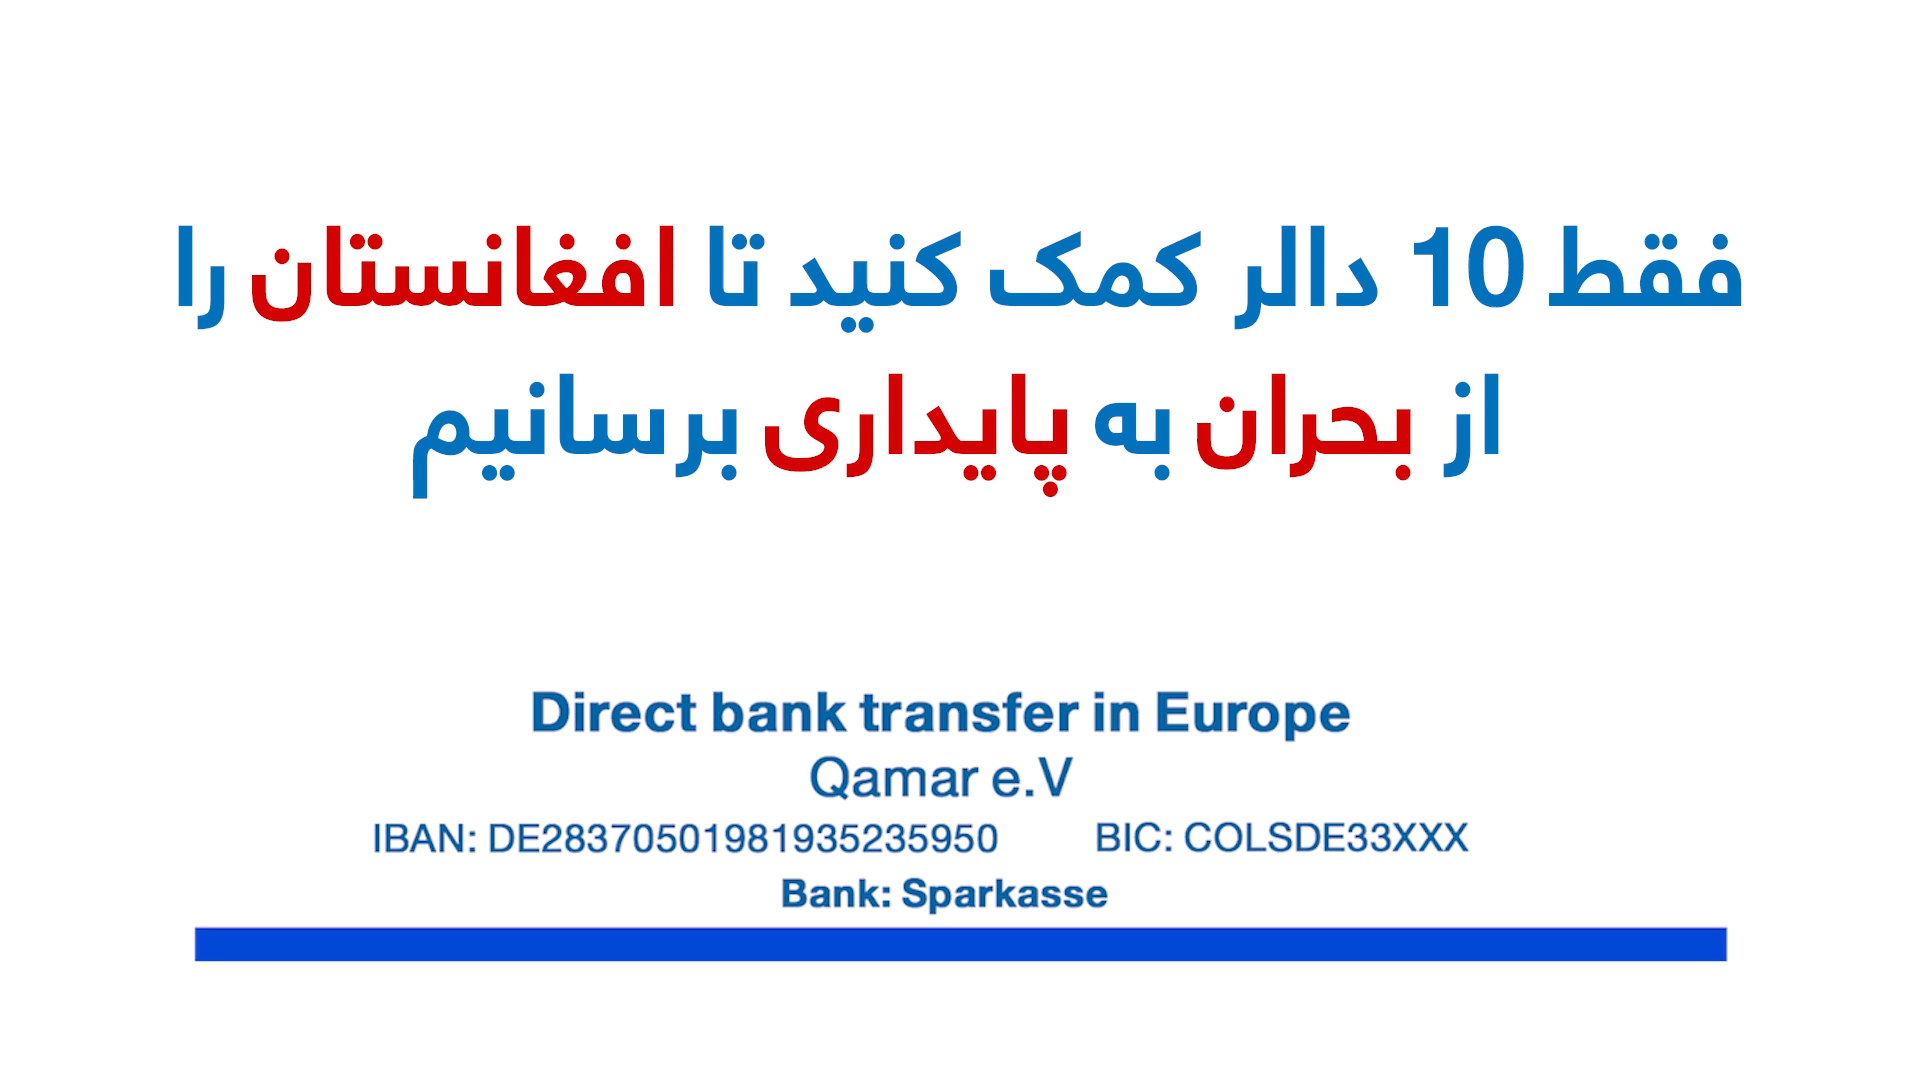 فقط 10 دالر کمک کنید تا افغانستان را
از بحران به پایداری برسانیم
Direct bank transfer in Europe
Qamar e.V
IBAN: DE28370501981935235950 BIC: COLSDE33XXX
Bank: Sparkasse